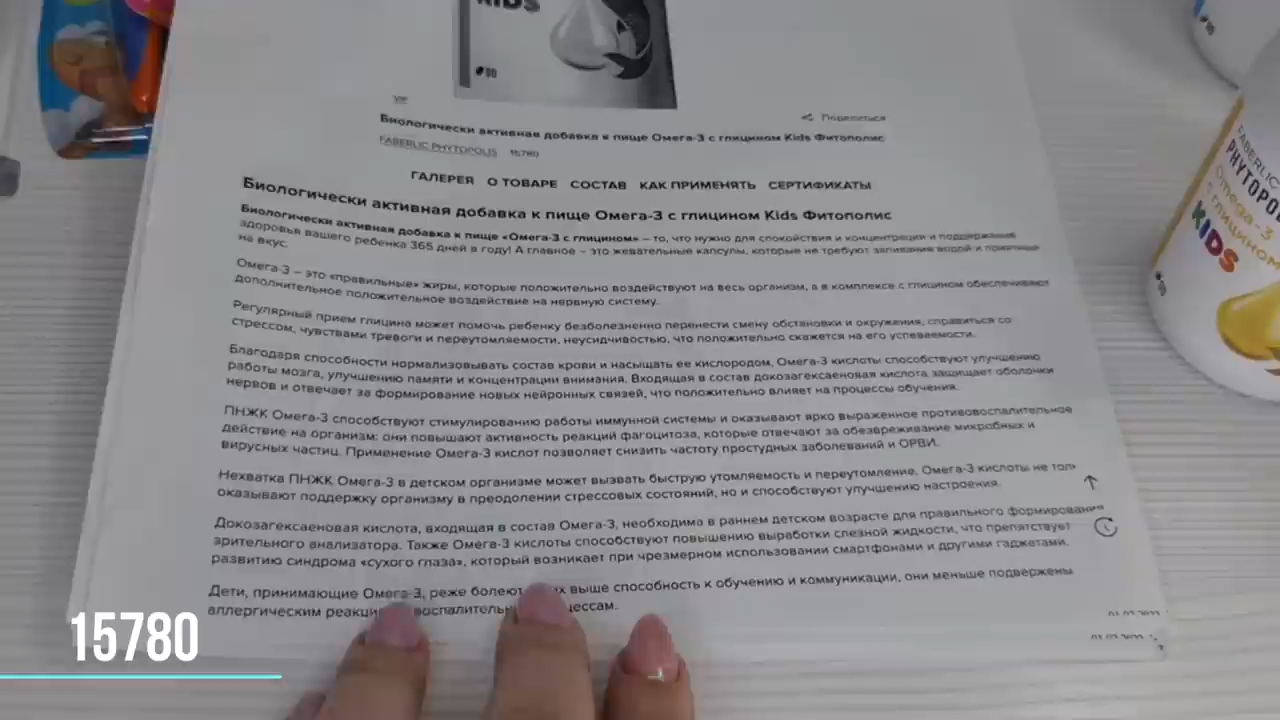 KIDS
90
VIP
Поделиться
Биологически активная добавка к пище Омега-3 с глицином Kids Фитополис
FABERLIC PHYTOPOLIS 15780
ГАЛЕРЕЯ О ТОВАРЕ СОСТАВ КАК ПРИМЕНЯТЬ СЕРТИФИКАТЫ
Биологически активная добавка к пище Омега-3 с глицином Kids Фитополис
Биологически активная добавка к пище «Омега-3 с глицином» – то, что нужно для спокойствия и концентрации и поддержания
здоровья вашего ребенка 365 дней в году! А главное – это жевательные капсулы, которые не требуют запивания водой и приятные
на вкус.
Омега-3 – это «правильные» жиры, которые положительно воздействуют на весь организм, а в комплексе с глицином обеспечивают
дополнительное положительное воздействие на нервную систему.
Регулярный прием глицина может помочь ребенку безболезненно перенести смену обстановки и окружения, справиться со
стрессом, чувствами тревоги и переутомляемости, неусидчивостью, что положительно скажется на его успеваемости.
Благодаря способности нормализовывать состав крови и насыщать ее кислородом, Омега-3 кислоты способствуют улучшению
работы мозга, улучшению памяти и концентрации внимания. Входящая в состав докозагексаеновая кислота защищает оболочки
нервов и отвечает за формирование новых нейронных связей, что положительно влияет на процессы обучения.
ПНЖК Омега-3 способствуют стимулированию работы иммунной системы и оказывают ярко выраженное противовоспалительное
действие на организм: они повышают активность реакций фагоцитоза, которые отвечают за обезвреживание микробных и
вирусных частиц. Применение Омега-3 кислот позволяет снизить частоту простудных заболеваний и ОРВИ.
Нехватка ПНЖК Омега-3 в детском организме может вызвать быструю утомляемость и переутомление. Омега-3 кислоты не
оказывают поддержку организму в преодолении стрессовых состояний, но и способствуют улучшению настроения.
Докозагексаеновая кислота, входящая в состав Омега-3, необходима в раннем детском возрасте для правильного формирования
зрительного анализатора. Также Омега-3 кислоты способствуют повышению выработки слезной жидкости, что препятствует
развитию синдрома «сухого глаза», который возникает при чрезмерном использовании смартфонами и другими гаджетами.
Дети, принимающие Омега-3, реже болеют выше способность к обучению и коммуникации, они меньше подвержены
аллергическим
FABERLIC
PHYTOPO
Омега-3
с глицином
KIDS
90
15780